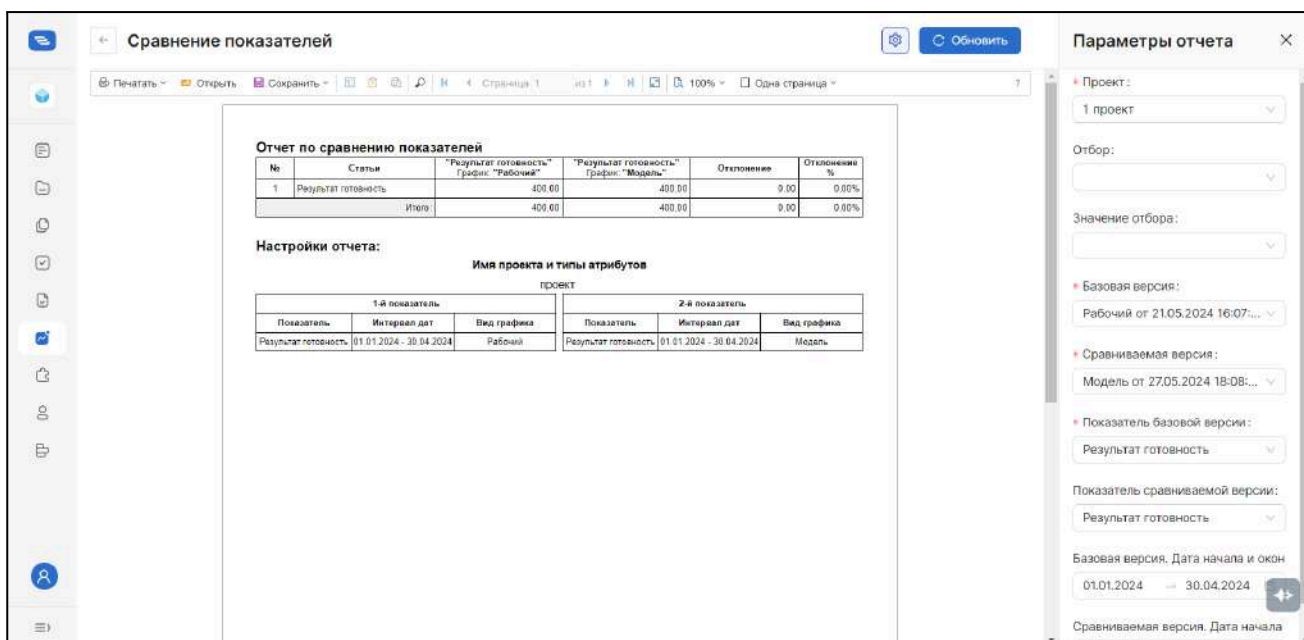 Сравнение показателей
Обновить
Печатать Открыть Сохранить Страница 1 из 1 100% Одна страница ?
Отчет по сравнению показателей
№ Статьи "Результат готовность" График: "Рабочий" "Результат готовность" График: "Модель" Отклонение Отклонение %
1 Результат готовность 400.00 400.00 0.00 0.00%
Итого: 400.00 400.00 0.00 0.00%
Настройки отчета:
Имя проекта и типы атрибутов
проект
1-й показатель 2-й показатель
Показатель Интервал дат Вид графика Показатель Интервал дат Вид графика
Результат готовность 01.01.2024 - 30.04.2024 Рабочий Результат готовность 01.01.2024 - 30.04.2024 Модель
Параметры отчета
* Проект:
1 проект
Отбор:
Значение отбора:
* Базовая версия:
Рабочий от 21.05.2024 16:07:...
* Сравниваемая версия:
Модель от 27.05.2024 18:08:...
* Показатель базовой версии:
Результат готовность
Показатель сравниваемой версии:
Результат готовность
Базовая версия. Дата начала и окон
01.01.2024 → 30.04.2024
Сравниваемая версия. Дата начала